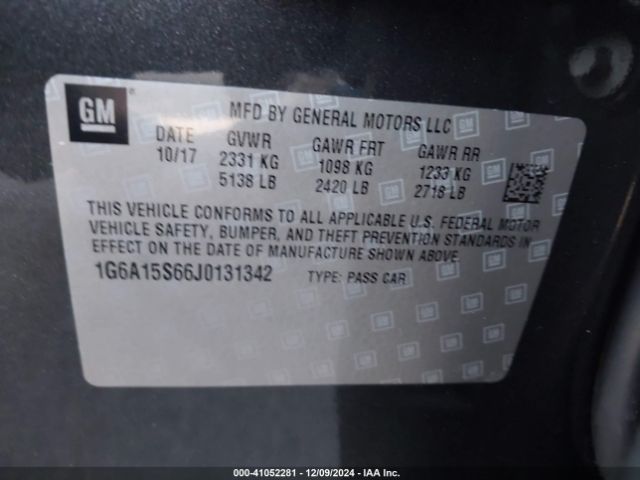 GM
MFD BY GENERAL MOTORS LLC
DATE GVWR GAWR FRT GAWR RR
10/17 2331 KG 1098 KG 1233 KG
5138 LB 2420 LB 2718 LB
THIS VEHICLE CONFORMS TO ALL APPLICABLE U.S. FEDERAL MOTOR
VEHICLE SAFETY, BUMPER, AND THEFT PREVENTION STANDARDS IN
EFFECT ON THE DATE OF MANUFACTURE SHOWN ABOVE.
1G6A15S66J0131342 TYPE: PASS CAR
000-41052281 - 12/09/2024 - IAA Inc.